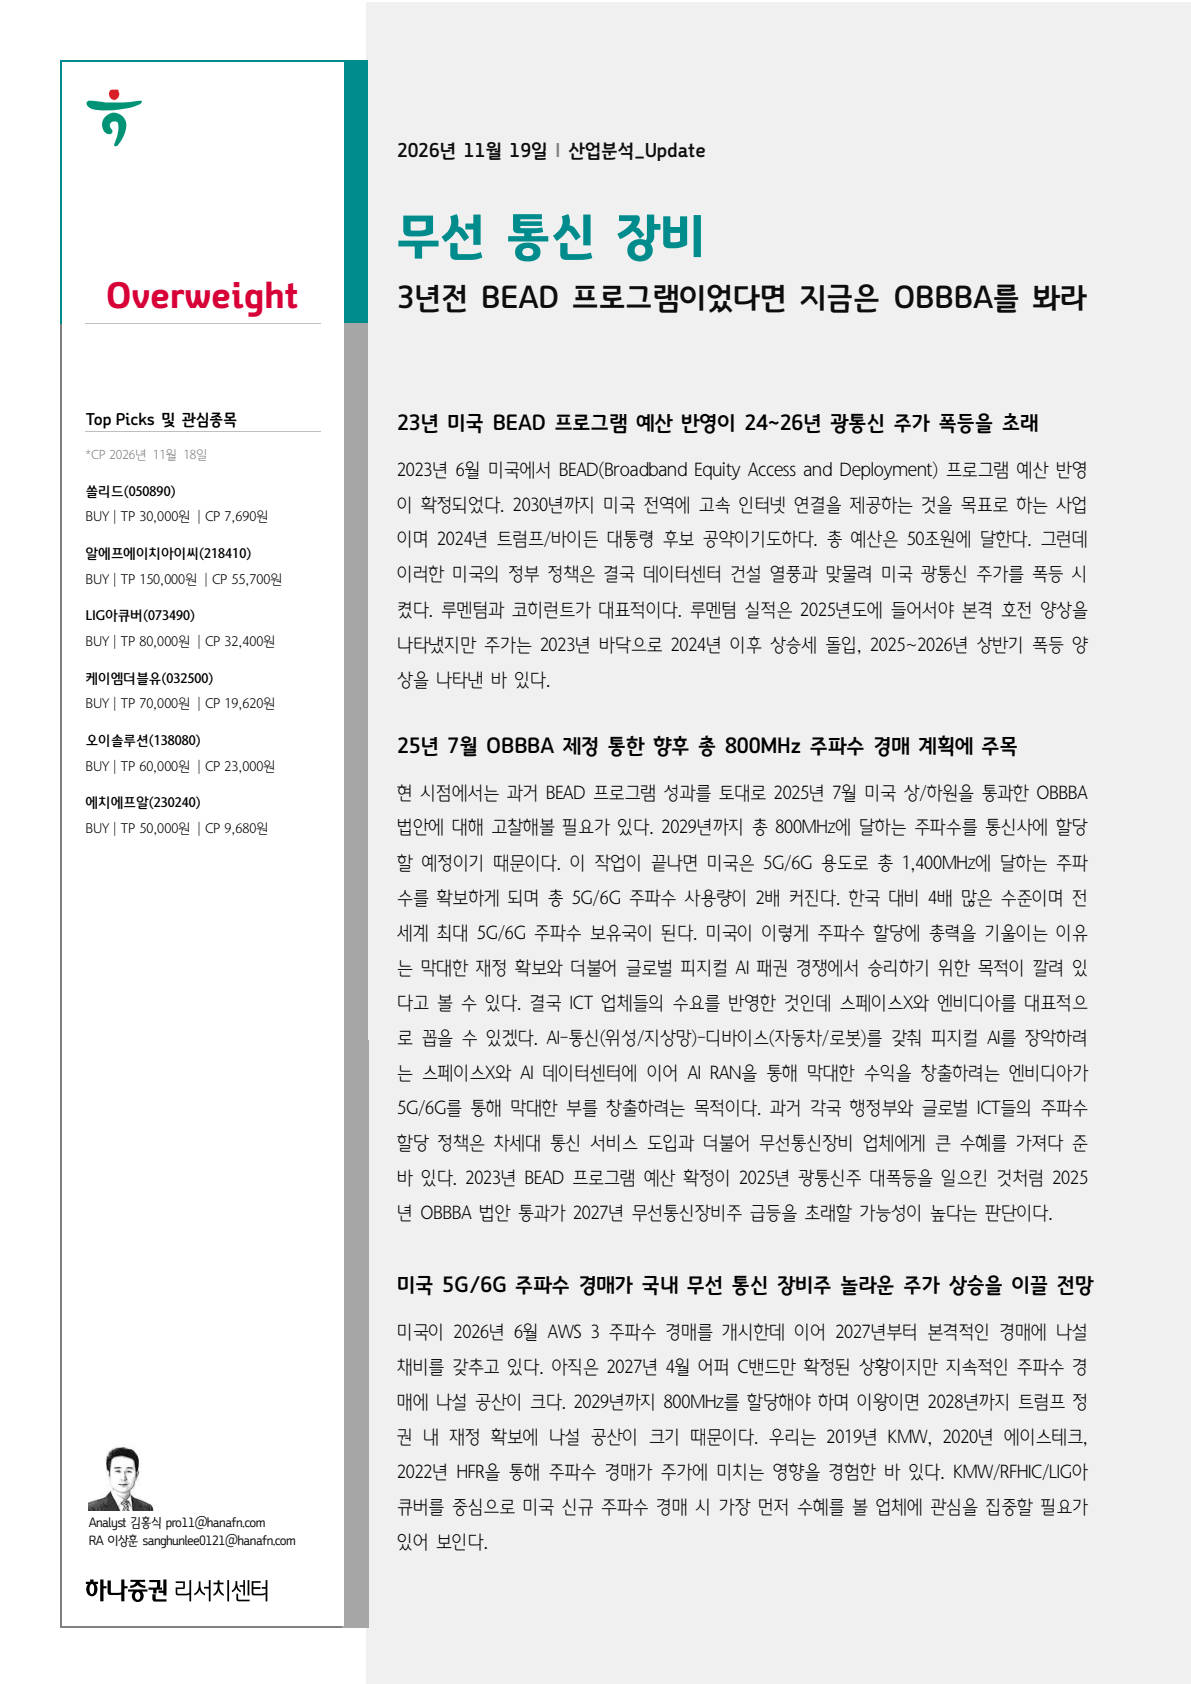 2026년 11월 19일 | 산업분석_Update
무선 통신 장비
3년전 BEAD 프로그램이었다면 지금은 OBBBA를 봐라
Overweight
Top Picks 및 관심종목
*CP 2026년 11월 18일
쏠리드(050890)
BUY | TP 30,000원 | CP 7,690원
알에프에이치아이씨(218410)
BUY | TP 150,000원 | CP 55,700원
LIG아큐버(073490)
BUY | TP 80,000원 | CP 32,400원
케이엠더블유(032500)
BUY | TP 70,000원 | CP 19,620원
오이솔루션(138080)
BUY | TP 60,000원 | CP 23,000원
에치에프알(230240)
BUY | TP 50,000원 | CP 9,680원
Analyst 김홍식 pro11@hanafn.com
RA 이상훈 sanghunlee0121@hanafn.com
하나증권 리서치센터
23년 미국 BEAD 프로그램 예산 반영이 24~26년 광통신 주가 폭등을 초래
2023년 6월 미국에서 BEAD(Broadband Equity Access and Deployment) 프로그램 예산 반영
이 확정되었다. 2030년까지 미국 전역에 고속 인터넷 연결을 제공하는 것을 목표로 하는 사업
이며 2024년 트럼프/바이든 대통령 후보 공약이기도하다. 총 예산은 50조원에 달한다. 그런데
이러한 미국의 정부 정책은 결국 데이터센터 건설 열풍과 맞물려 미국 광통신 주가를 폭등 시
켰다. 루멘텀과 코히런트가 대표적이다. 루멘텀 실적은 2025년도에 들어서야 본격 호전 양상을
나타냈지만 주가는 2023년 바닥으로 2024년 이후 상승세 돌입, 2025~2026년 상반기 폭등 양
상을 나타낸 바 있다.
25년 7월 OBBBA 제정 통한 향후 총 800MHz 주파수 경매 계획에 주목
현 시점에서는 과거 BEAD 프로그램 성과를 토대로 2025년 7월 미국 상/하원을 통과한 OBBBA
법안에 대해 고찰해볼 필요가 있다. 2029년까지 총 800MHz에 달하는 주파수를 통신사에 할당
할 예정이기 때문이다. 이 작업이 끝나면 미국은 5G/6G 용도로 총 1,400MHz에 달하는 주파
수를 확보하게 되며 총 5G/6G 주파수 사용량이 2배 커진다. 한국 대비 4배 많은 수준이며 전
세계 최대 5G/6G 주파수 보유국이 된다. 미국이 이렇게 주파수 할당에 총력을 기울이는 이유
는 막대한 재정 확보와 더불어 글로벌 피지컬 AI 패권 경쟁에서 승리하기 위한 목적이 깔려 있
다고 볼 수 있다. 결국 ICT 업체들의 수요를 반영한 것인데 스페이스X와 엔비디아를 대표적으
로 꼽을 수 있겠다. AI-통신(위성/지상망)-디바이스(자동차/로봇)를 갖춰 피지컬 AI를 장악하려
는 스페이스X와 AI 데이터센터에 이어 AI RAN을 통해 막대한 수익을 창출하려는 엔비디아가
5G/6G를 통해 막대한 부를 창출하려는 목적이다. 과거 각국 행정부와 글로벌 ICT들의 주파수
할당 정책은 차세대 통신 서비스 도입과 더불어 무선통신장비 업체에게 큰 수혜를 가져다 준
바 있다. 2023년 BEAD 프로그램 예산 확정이 2025년 광통신주 대폭등을 일으킨 것처럼 2025
년 OBBBA 법안 통과가 2027년 무선통신장비주 급등을 초래할 가능성이 높다는 판단이다.
미국 5G/6G 주파수 경매가 국내 무선 통신 장비주 놀라운 주가 상승을 이끌 전망
미국이 2026년 6월 AWS 3 주파수 경매를 개시한데 이어 2027년부터 본격적인 경매에 나설
채비를 갖추고 있다. 아직은 2027년 4월 어퍼 C밴드만 확정된 상황이지만 지속적인 주파수 경
매에 나설 공산이 크다. 2029년까지 800MHz를 할당해야 하며 이왕이면 2028년까지 트럼프 정
권 내 재정 확보에 나설 공산이 크기 때문이다. 우리는 2019년 KMW, 2020년 에이스테크,
2022년 HFR을 통해 주파수 경매가 주가에 미치는 영향을 경험한 바 있다. KMW/RFHIC/LIG아
큐버를 중심으로 미국 신규 주파수 경매 시 가장 먼저 수혜를 볼 업체에 관심을 집중할 필요가
있어 보인다.